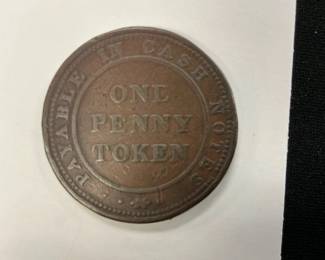 PAYABLE IN CASH NOTES
ONE
PENNY
TOKEN